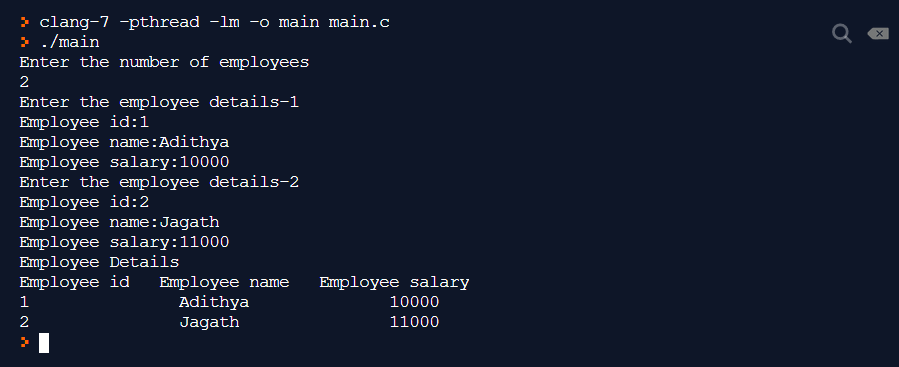 > clang-7 -pthread -lm -o main main.c
> ./main
Enter the number of employees
2
Enter the employee details-1
Employee id:1
Employee name:Adithya
Employee salary:10000
Enter the employee details-2
Employee id:2
Employee name:Jagath
Employee salary:11000
Employee Details
Employee id   Employee name   Employee salary
1               Adithya              10000
2               Jagath               11000
>